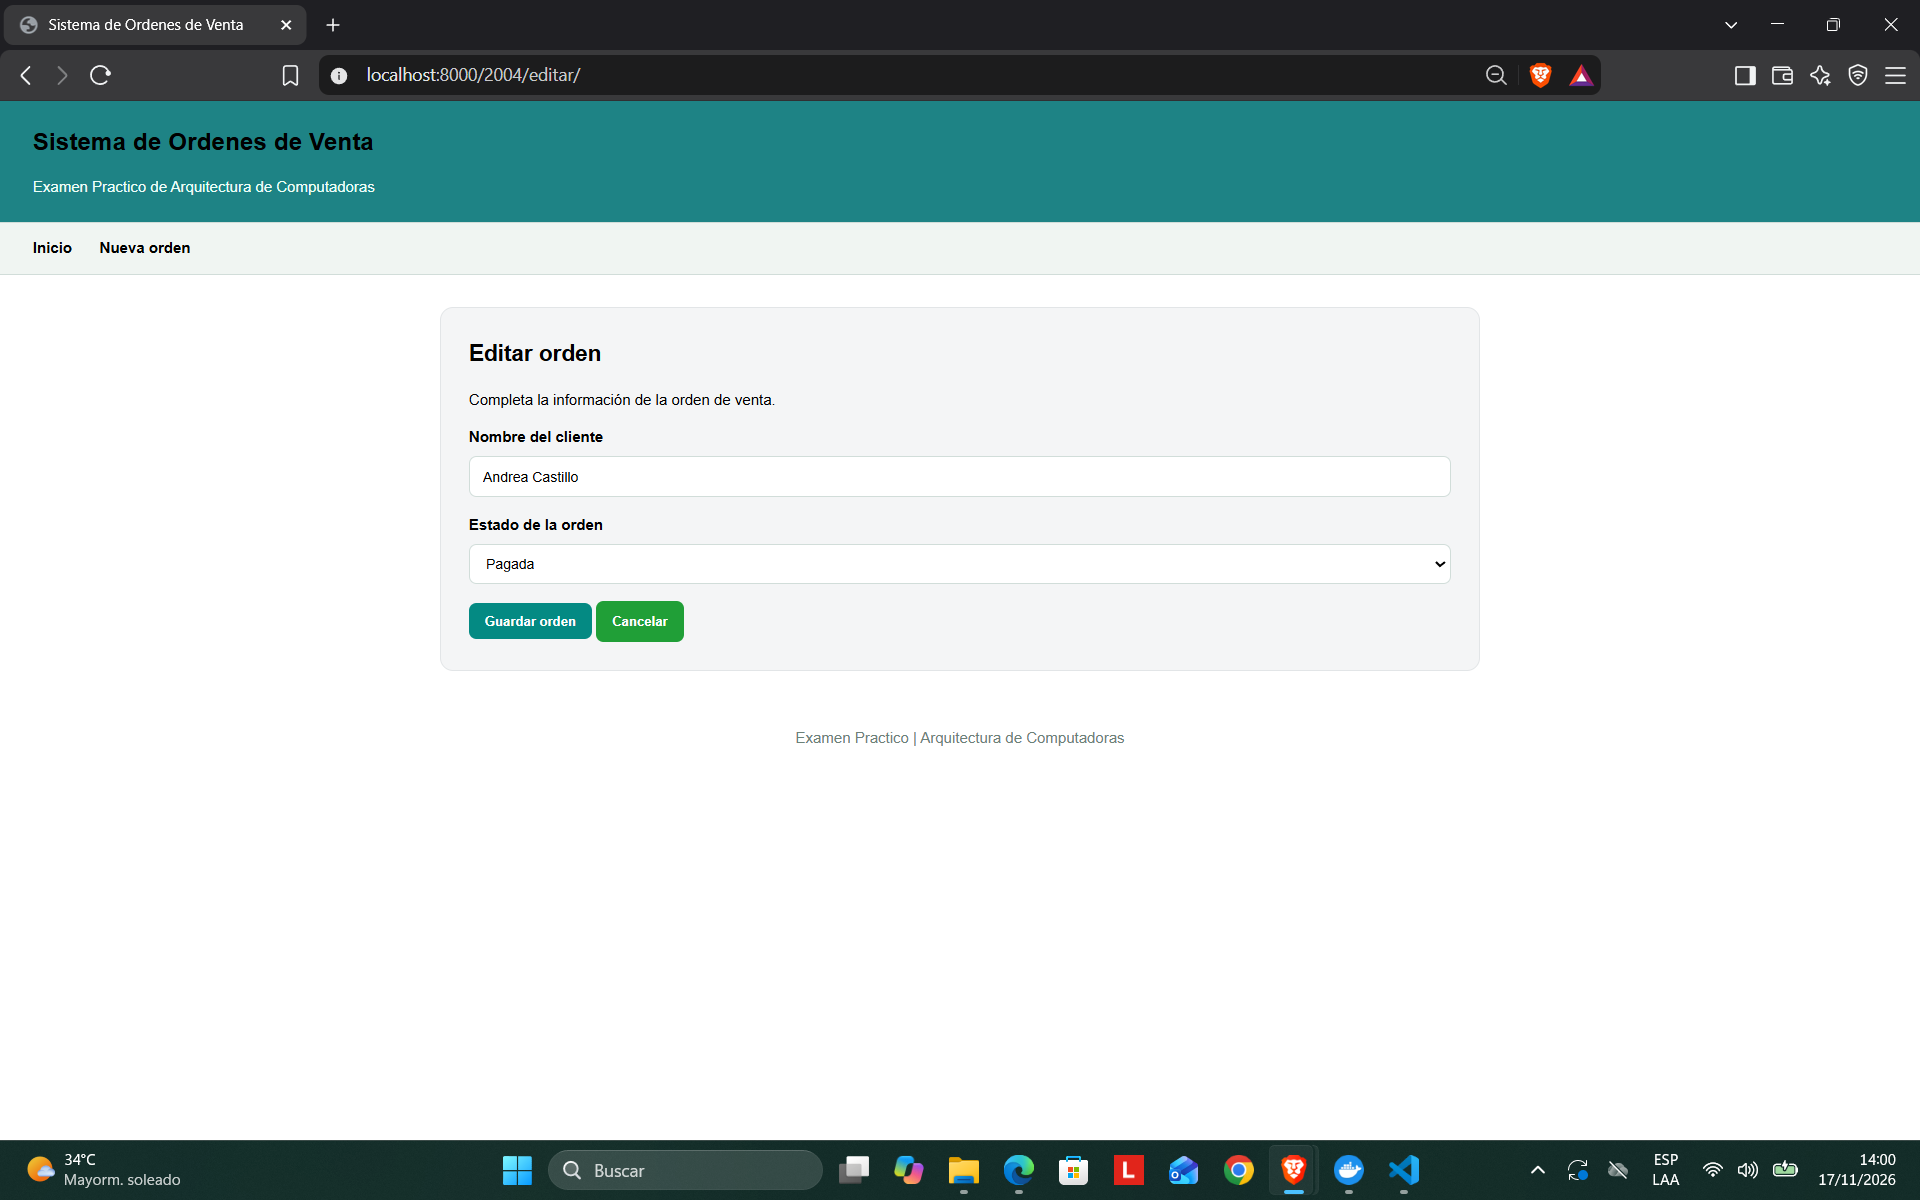 Sistema de Ordenes de Venta
localhost:8000/2004/editar/
Sistema de Ordenes de Venta
Examen Practico de Arquitectura de Computadoras
Inicio Nueva orden
Editar orden
Completa la información de la orden de venta.
Nombre del cliente
Andrea Castillo
Estado de la orden
Pagada
Guardar orden Cancelar
Examen Practico | Arquitectura de Computadoras
34°C
Mayorm. soleado
Buscar
L
ESP
LAA
14:00
17/11/2026